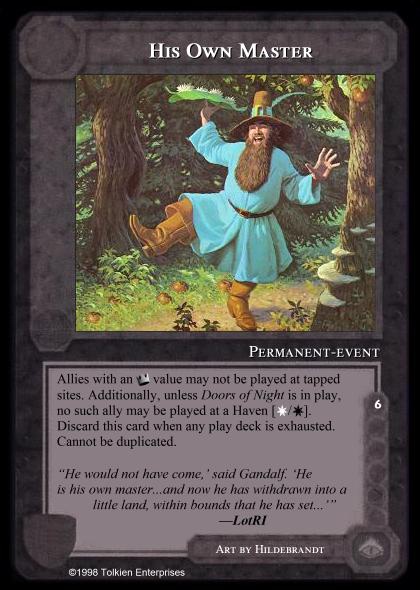 His Own Master
Permanent-event
Allies with an value may not be played at tapped
sites. Additionally, unless Doors of Night is in play,
no such ally may be played at a Haven [ / ].
Discard this card when any play deck is exhausted.
Cannot be duplicated.
6
“He would not have come,’ said Gandalf. ‘He
is his own master...and now he has withdrawn into a
little land, within bounds that he has set...’”
—LotRI
Art by Hildebrandt
©1998 Tolkien Enterprises